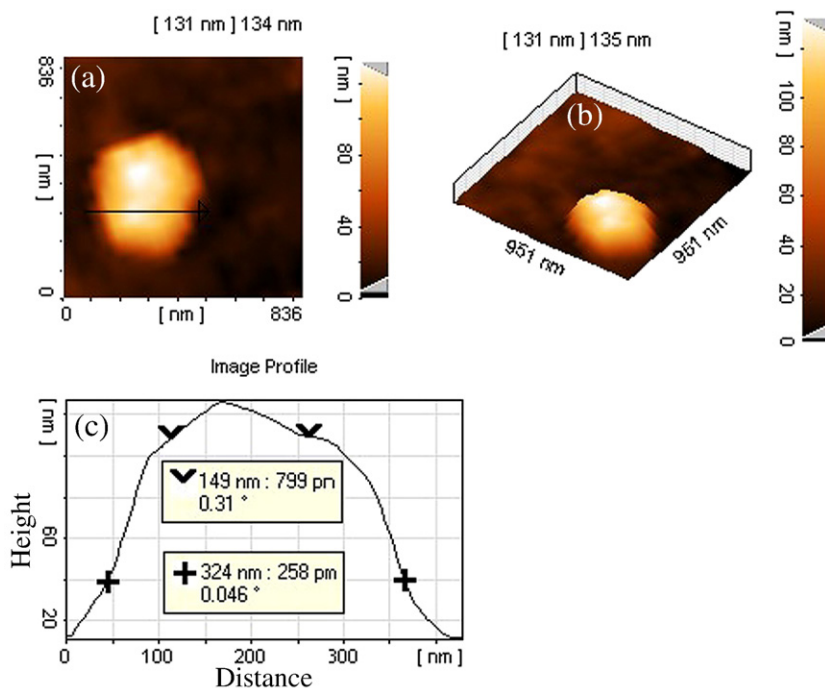 [ 131 nm ] 134 nm
(a)
836
[ nm ]
0
0
[ nm ]
836
[ nm ]
80
40
0
[ 131 nm ] 135 nm
(b)
951 nm
951 nm
[ nm ]
100
80
60
40
20
0
Image Profile
(c)
[ nm ]
60
20
Height
149 nm : 799 pm
0.31 °
324 nm : 258 pm
0.046 °
0
100
200
300
[ nm ]
Distance